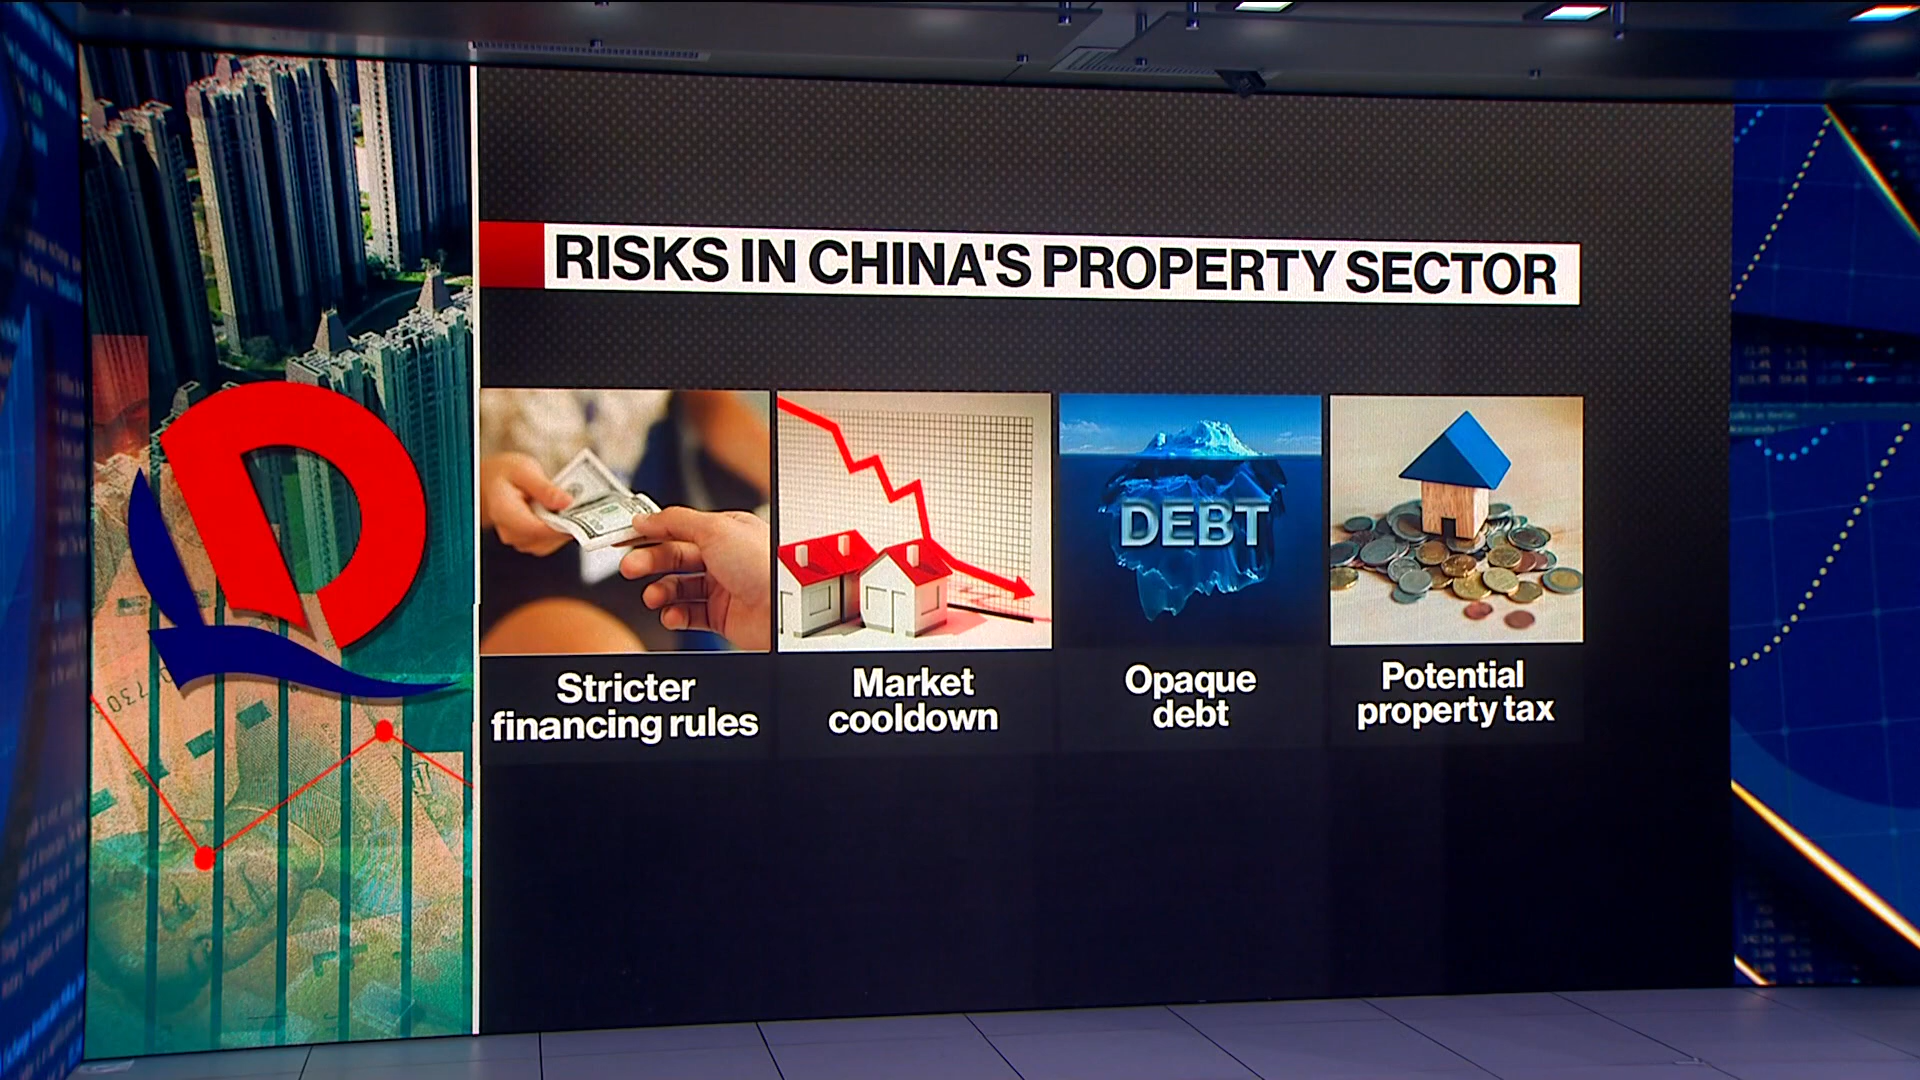 RISKS IN CHINA'S PROPERTY SECTOR
DEBT
Stricter
financing rules
Market
cooldown
Opaque
debt
Potential
property tax